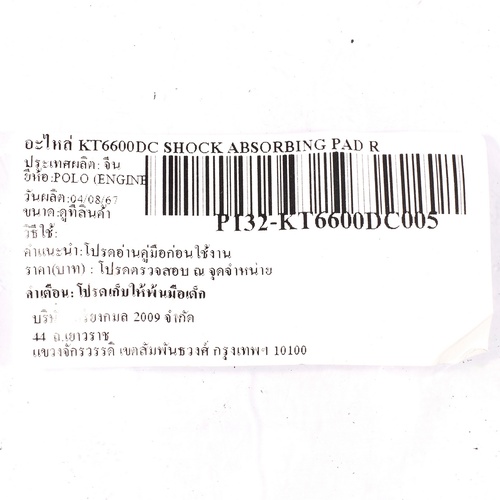 อะไหล่ KT6600DC SHOCK ABSORBING PAD R
ประเทศผลิต: จีน
ยี่ห้อ:POLO (ENGINE
วันผลิต:04/08/67
ขนาด:ดูที่สินค้า
PI32-KT6600DC005
วิธีใช้:
คำแนะนำ:โปรดอ่านคู่มือก่อนใช้งาน
ราคา(บาท) : โปรดตรวจสอบ ณ จุดจำหน่าย
คำเตือน:โปรดเก็บให้พ้นมือเด็ก
2009 จำกัด
44 ถ.เยาวราช
แขวงจักรวรรดิ เขตสัมพันธวงศ์ กรุงเทพฯ 10100